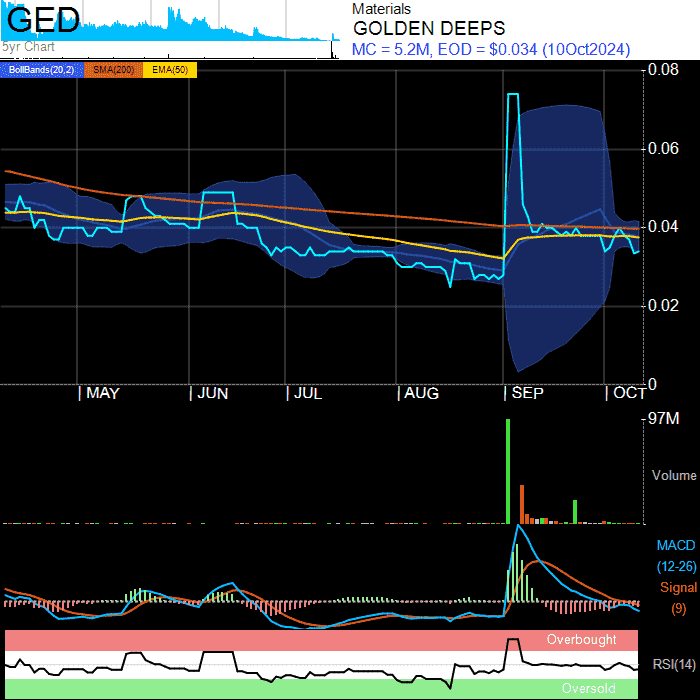 GED
5yr Chart
Materials
GOLDEN DEEPS
MC = 5.2M, EOD = $0.034 (10Oct2024)
BollBands(20,2) SMA(200) EMA(50)
0.08
0.06
0.04
0.02
0
| MAY | JUN | JUL | AUG | SEP | OCT
97M
Volume
MACD
(12-26)
Signal
(9)
Overbought
RSI(14)
Oversold